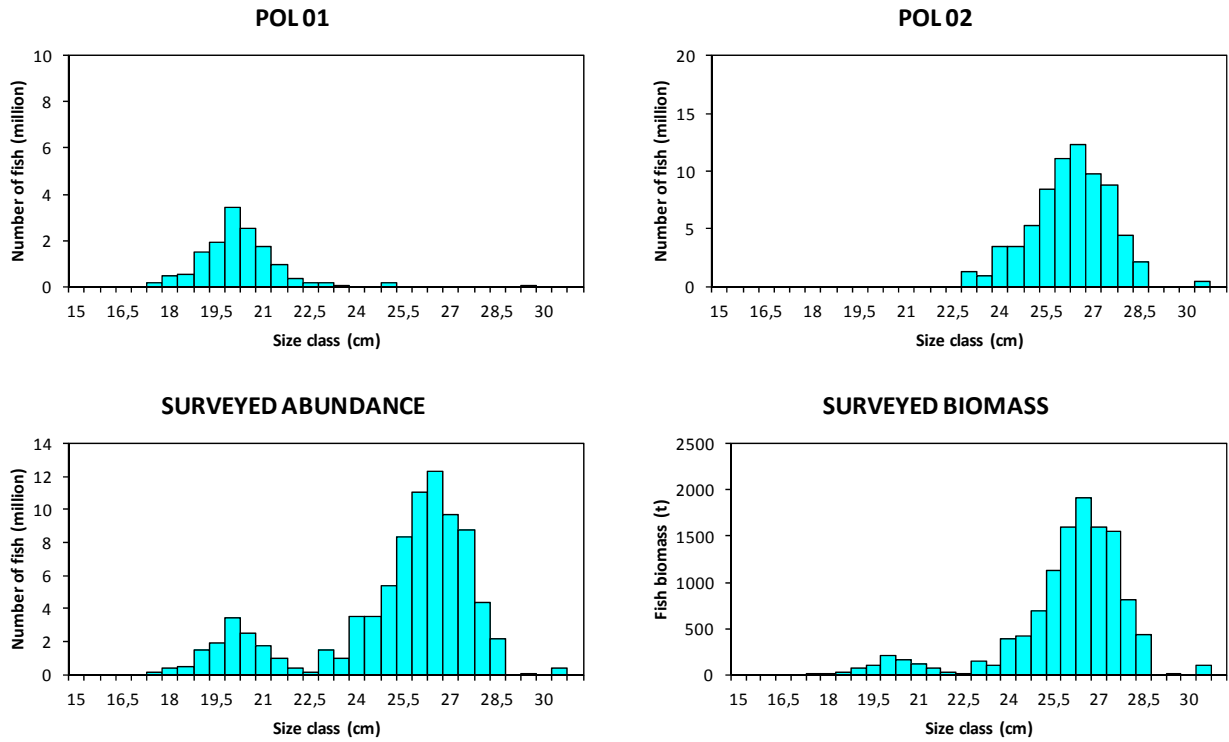 POL 01
10
8
6
4
2
0
Number of fish (million)
15 16,5 18 19,5 21 22,5 24 25,5 27 28,5 30
Size class (cm)
POL 02
20
15
10
5
0
Number of fish (million)
15 16,5 18 19,5 21 22,5 24 25,5 27 28,5 30
Size class (cm)
SURVEYED ABUNDANCE
14
12
10
8
6
4
2
0
Number of fish (million)
15 16,5 18 19,5 21 22,5 24 25,5 27 28,5 30
Size class (cm)
SURVEYED BIOMASS
2500
2000
1500
1000
500
0
Fish biomass (t)
15 16,5 18 19,5 21 22,5 24 25,5 27 28,5 30
Size class (cm)